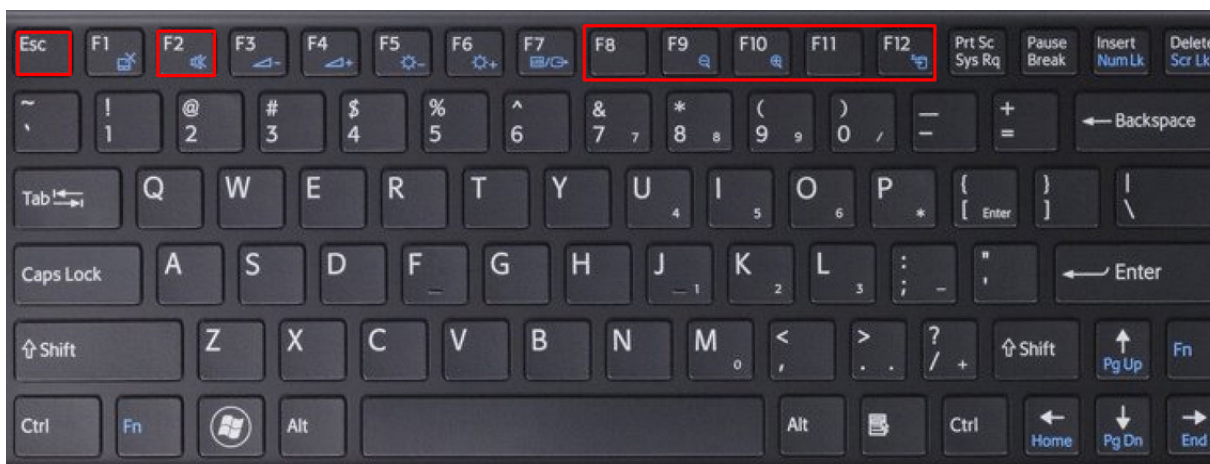 Esc F1 F2 F3 F4 F5 F6 F7 F8 F9 F10 F11 F12 Prt Sc Pause Insert Delete
Sys Rq Break Num Lk Scr Lk
~ ! @ # $ % ^ & * ( ) — +
` 1 2 3 4 5 6 7 7 8 8 9 9 0 / – = ← Backspace
Tab Q W E R T Y U 4 I 5 O 6 P * { [ Enter } ] | \
Caps Lock A S D F G H J 1 K 2 L 3 : ; – " ' Enter
Shift Z X C V B N M 0 < , > . . ? / + Shift ↑ Pg Up Fn
Ctrl Fn Alt Alt Ctrl ← Home ↓ Pg Dn → End